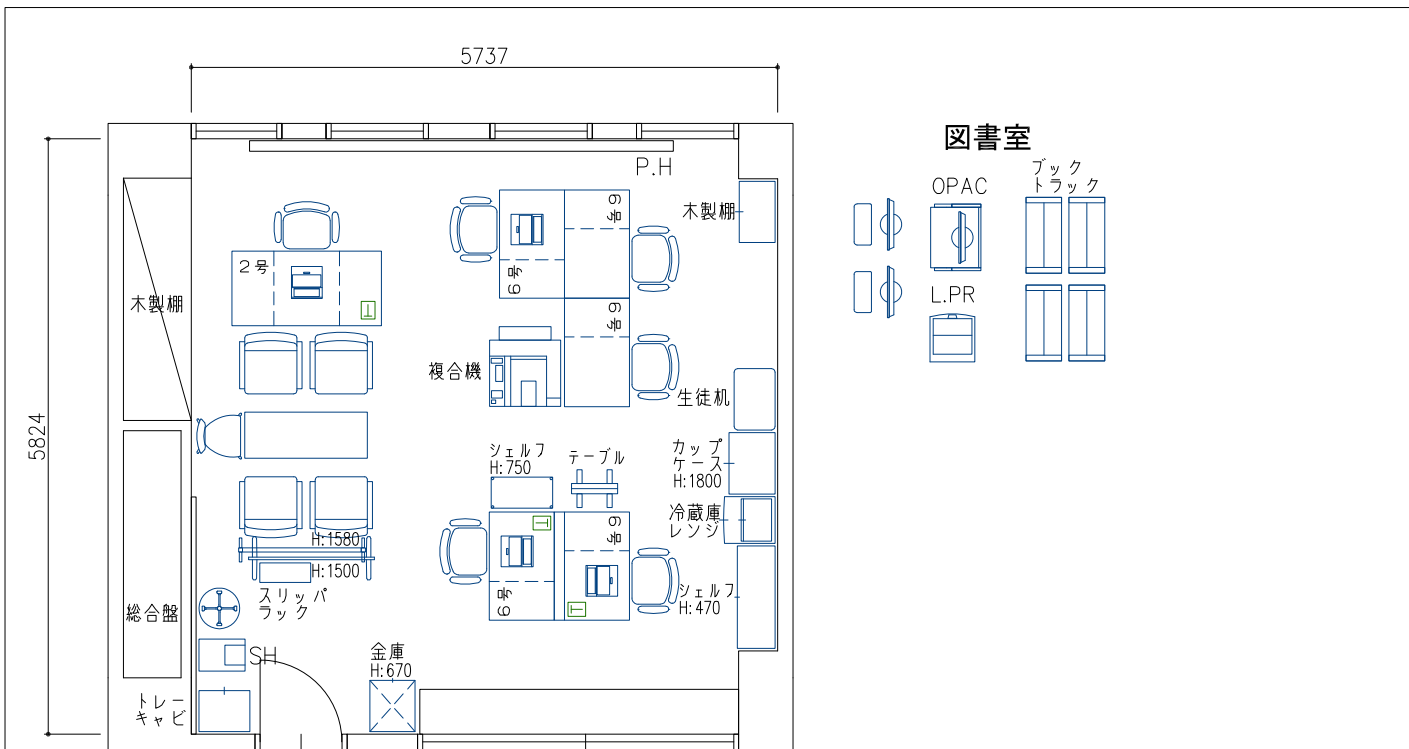 5737
図書室
P.H
ブック
トラック
OPAC
木製棚
6号
6号
2号
木製棚
L.PR
6号
T
複合機
生徒机
5824
シェルフ
H:750
テーブル
カップ
ケース
H:1800
冷蔵庫
レンジ
T
6号
H:1580
H:1500
スリッパ
ラック
6号
T
シェルフ
H:470
総合盤
SH
金庫
H:670
トレー
キャビ